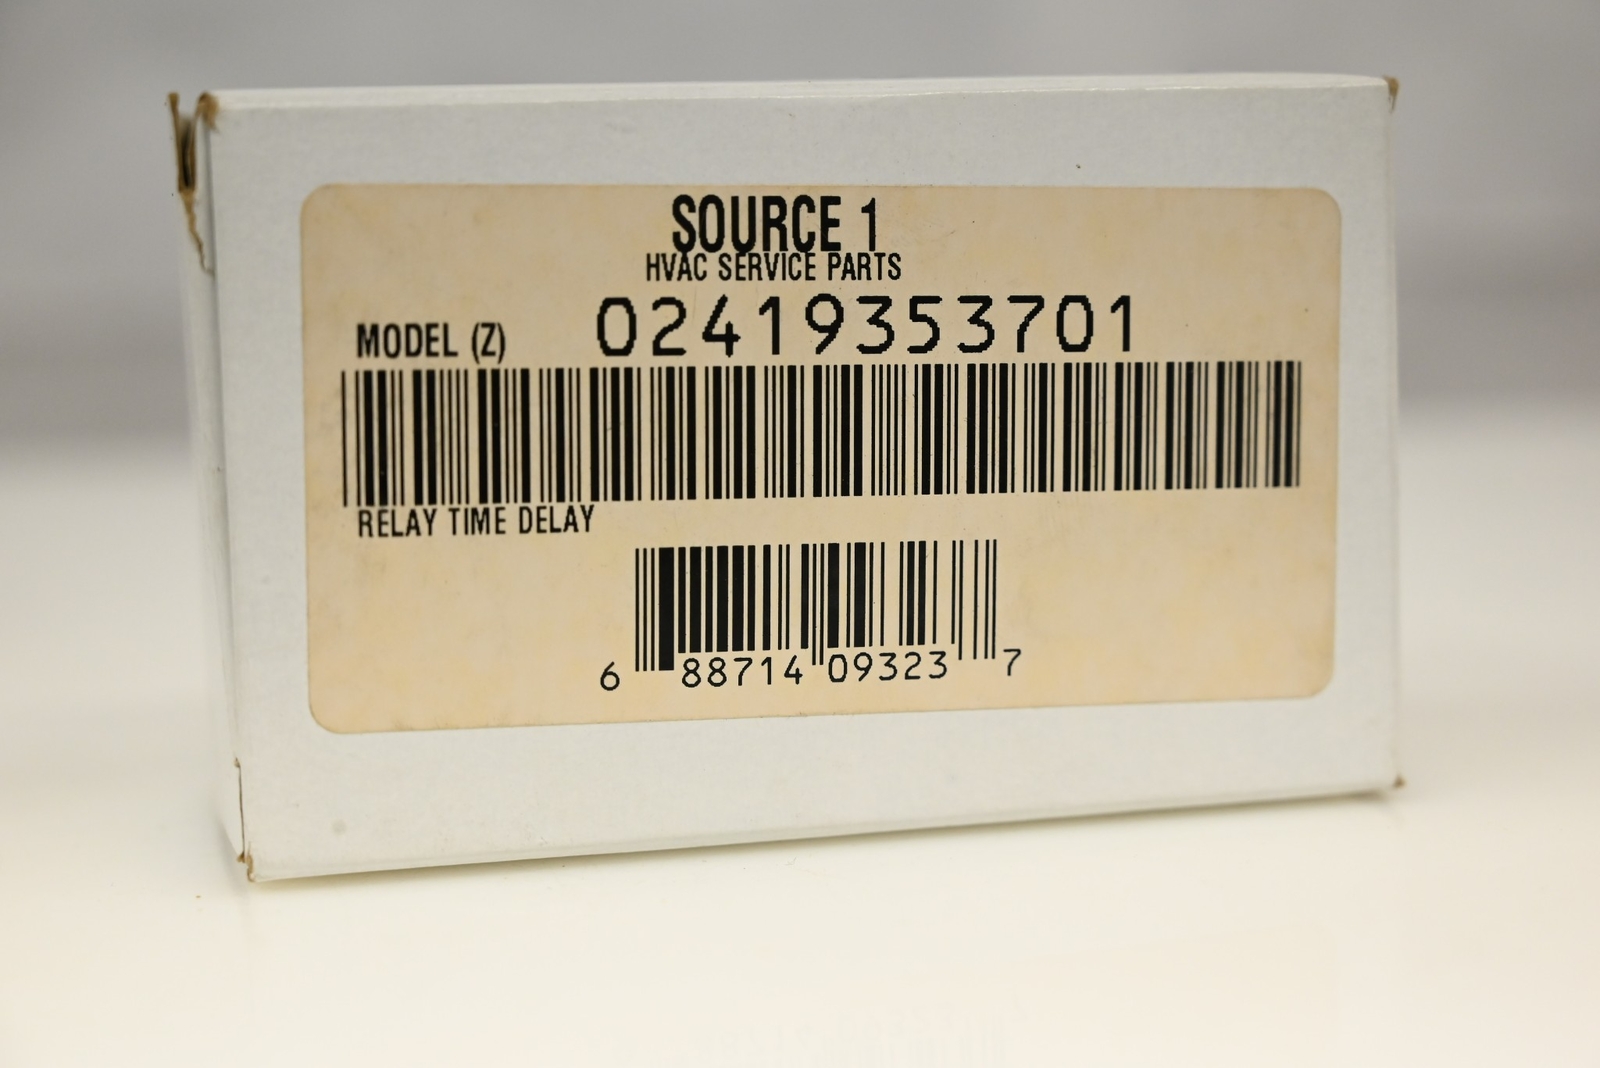 SOURCE 1
HVAC SERVICE PARTS
MODEL (Z) 02419353701
RELAY TIME DELAY
6 88714 09323 7